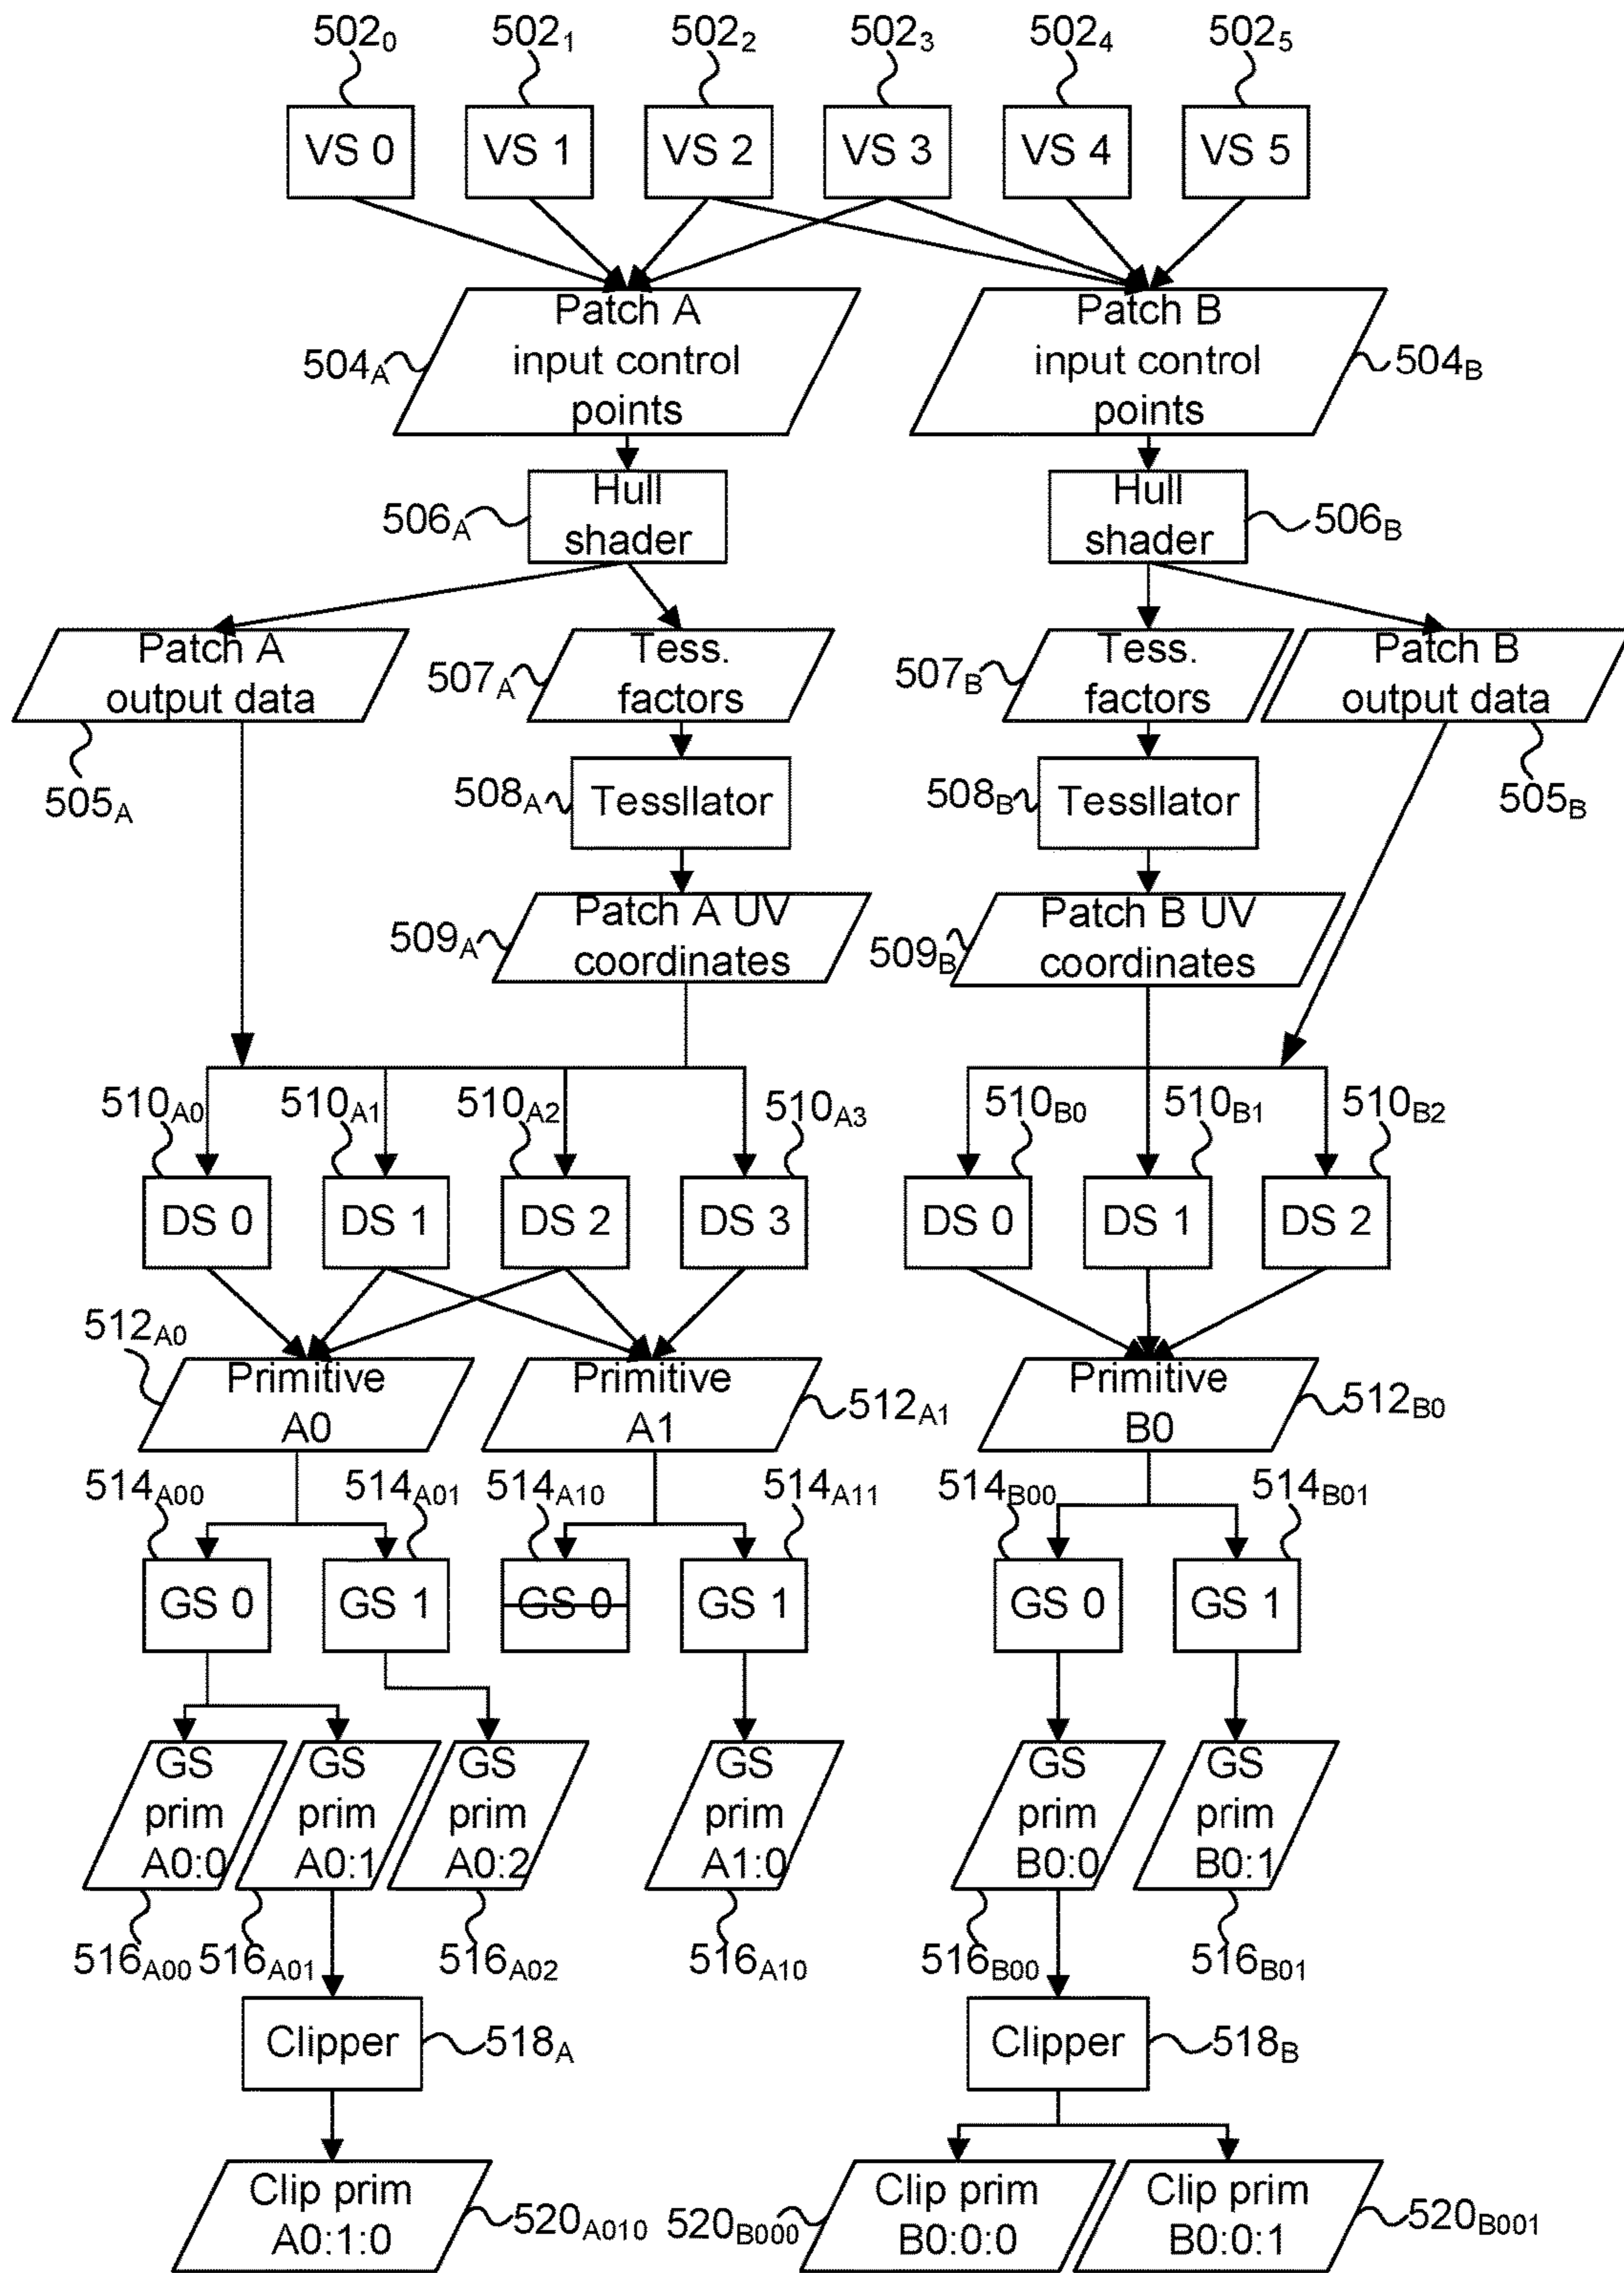 502₀ 502₁ 502₂ 502₃ 502₄ 502₅
VS 0 VS 1 VS 2 VS 3 VS 4 VS 5
Patch A
input control
points
504A
Patch B
input control
points
504B
Hull
shader
506A
Hull
shader
506B
Patch A
output data
505A
Tess.
factors
507A
Tess.
factors
507B
Patch B
output data
505B
508A
Tessllator
508B
Tessllator
509A
Patch A UV
coordinates
509B
Patch B UV
coordinates
510A0 510A1 510A2 510A3 510B0 510B1 510B2
DS 0 DS 1 DS 2 DS 3 DS 0 DS 1 DS 2
512A0
Primitive
A0
Primitive
A1
512A1
Primitive
B0
512B0
514A00 514A01 514A10 514A11 514B00 514B01
GS 0 GS 1 GS 0 GS 1 GS 0 GS 1
GS
prim
A0:0
GS
prim
A0:1
GS
prim
A0:2
GS
prim
A1:0
GS
prim
B0:0
GS
prim
B0:1
516A00 516A01 516A02 516A10 516B00 516B01
Clipper
518A
Clipper
518B
Clip prim
A0:1:0
520A010
520B000
Clip prim
B0:0:0
Clip prim
B0:0:1
520B001